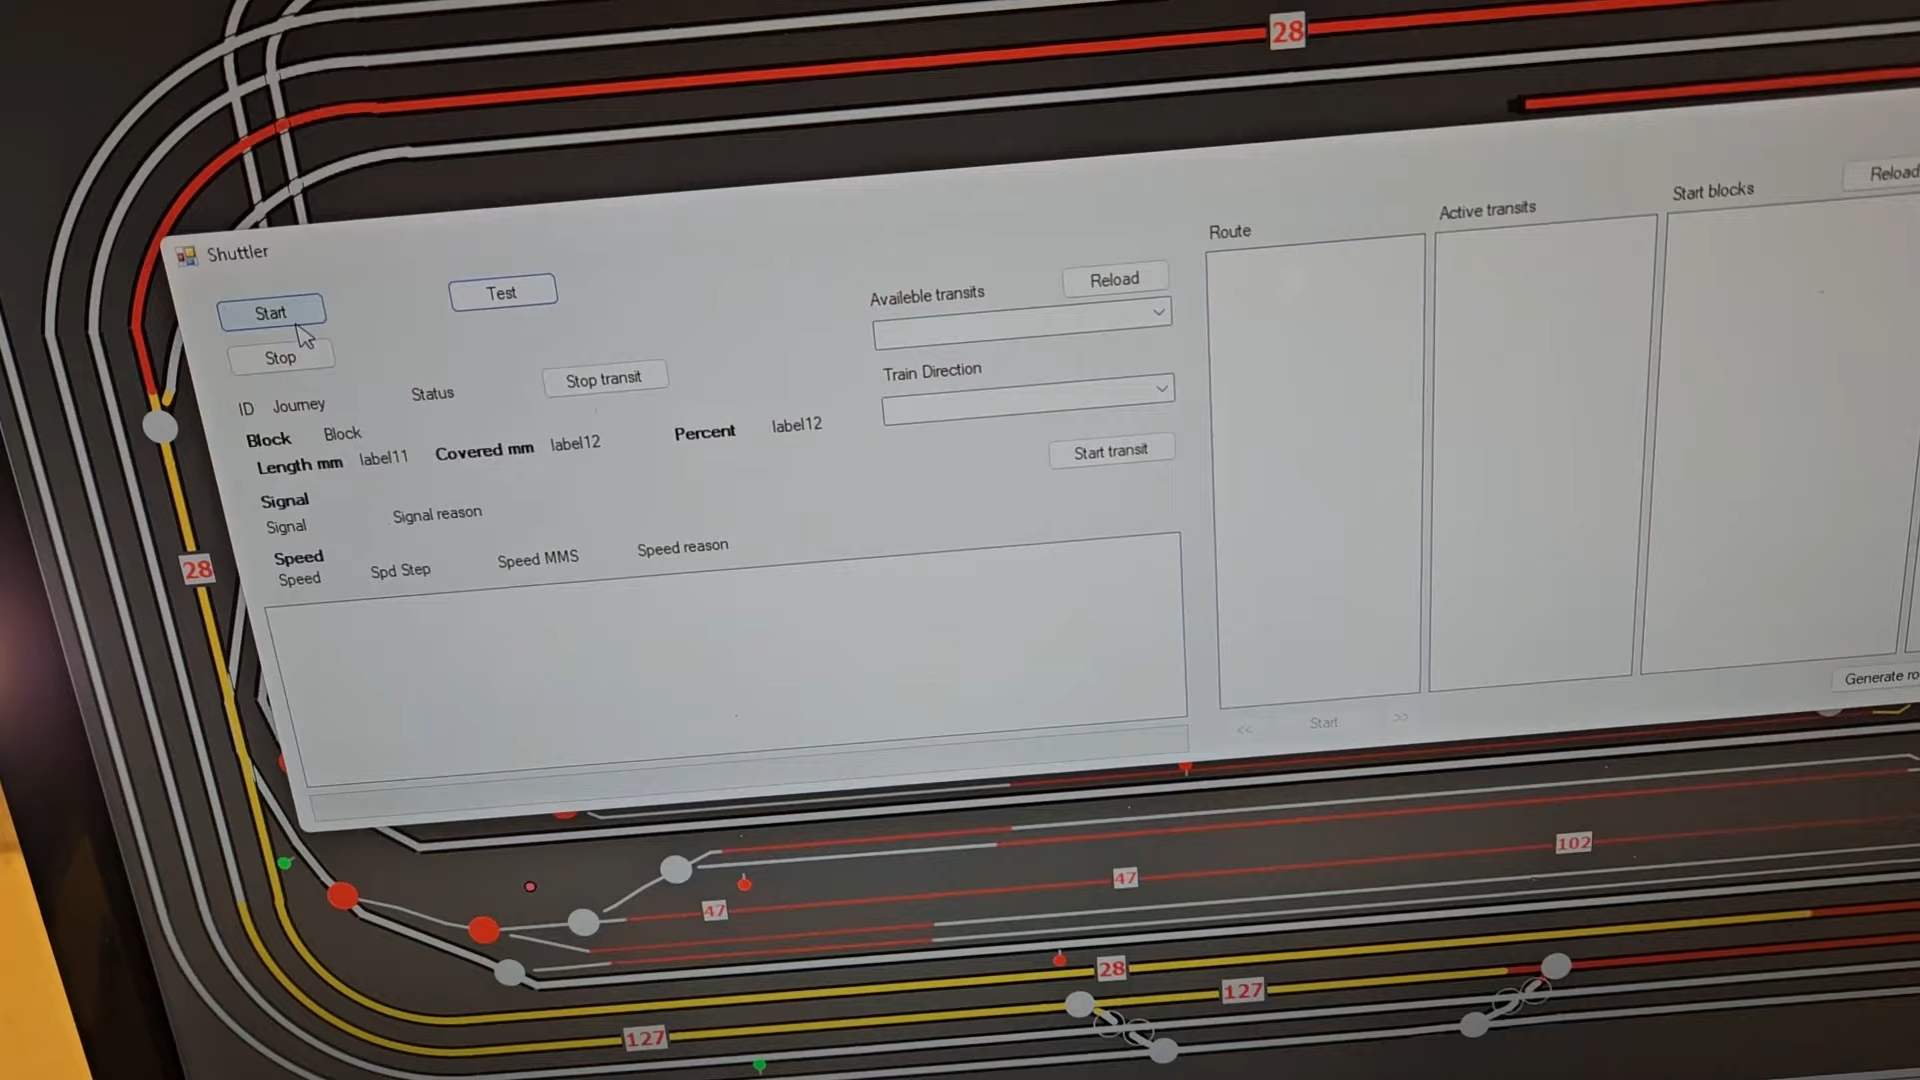 28
Shuttler
Start
Test
Stop
ID Journey
Status
Stop transit
Block Block
Length mm label11 Covered mm label12 Percent label12
Signal
Signal Signal reason
Speed
Speed Spd Step Speed MMS Speed reason
Availeble transits
Reload
Train Direction
Start transit
Route
Active transits
Start blocks
Reload
<< Start >>
Generate ro
28
102
47
47
28
127
127